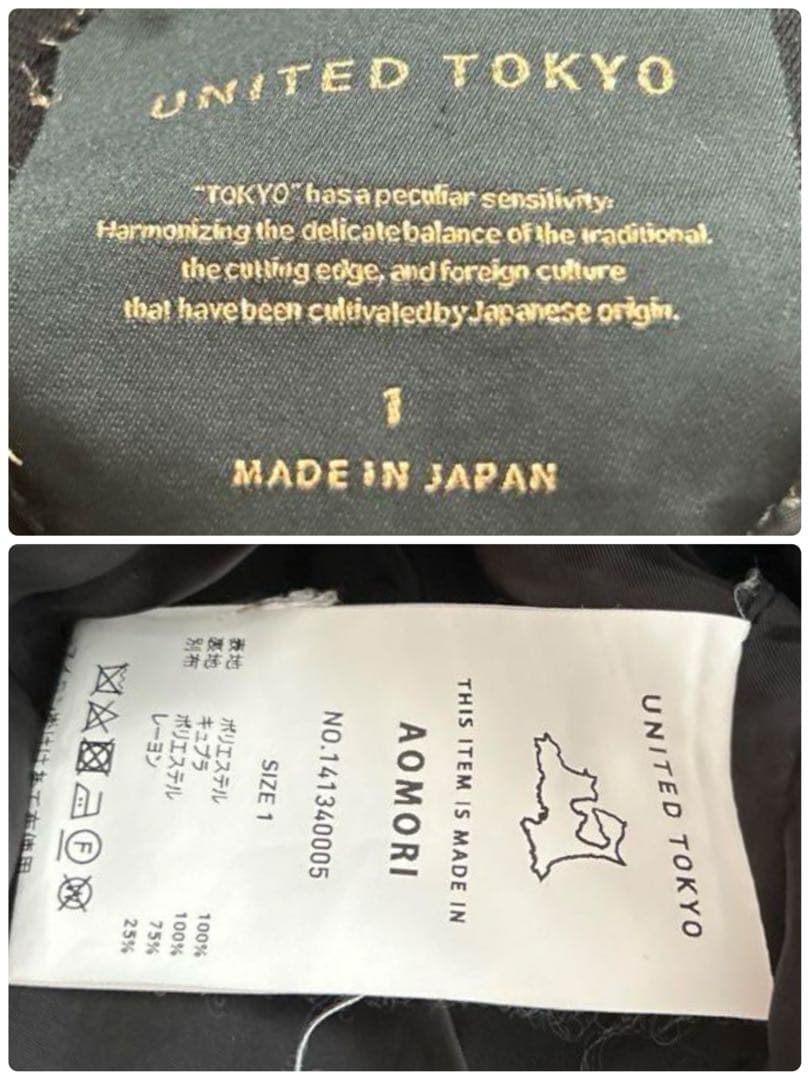 UNITED TOKYO
"TOKYO" has a peculiar sensitivity:
Harmonizing the delicate balance of the traditional,
the cutting edge, and foreign culture
that have been cultivated by Japanese origin.
1
MADE IN JAPAN
UNITED TOKYO
THIS ITEM IS MADE IN
AOMORI
NO.141340005
SIZE 1
表地 ポリエステル 100%
裏地 キュプラ 100%
別布 ポリエステル 75%
レーヨン 25%
F
W